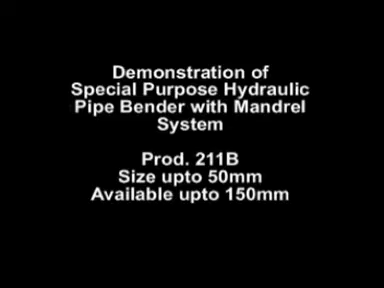 Demonstration of
Special Purpose Hydraulic
Pipe Bender with Mandrel
System
Prod. 211B
Size upto 50mm
Available upto 150mm